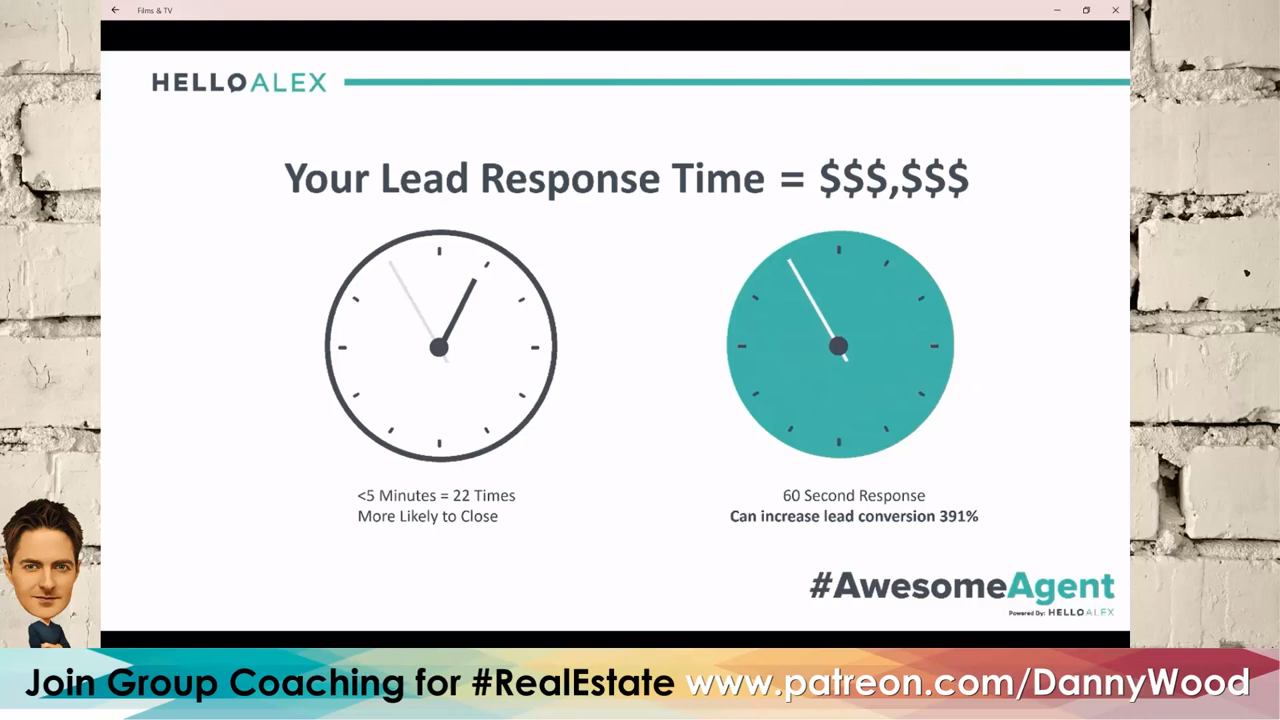 Films & TV
HELLOALEX
Your Lead Response Time = $$$,$$$
<5 Minutes = 22 Times
More Likely to Close
60 Second Response
Can increase lead conversion 391%
#AwesomeAgent
Powered By: HELLOALEX
Join Group Coaching for #RealEstate www.patreon.com/DannyWood